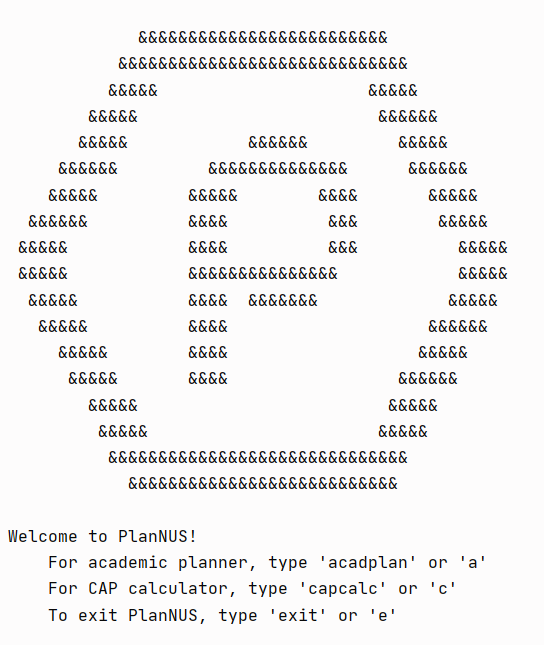 &&&&&&&&&&&&&&&&&&&&&&&&&
           &&&&&&&&&&&&&&&&&&&&&&&&&&&&&
          &&&&&                     &&&&&
        &&&&&                        &&&&&&
       &&&&&            &&&&&&         &&&&&
     &&&&&&         &&&&&&&&&&&&&&      &&&&&&
    &&&&&         &&&&&        &&&&       &&&&&
  &&&&&&          &&&&          &&&        &&&&&
 &&&&&            &&&&          &&&          &&&&&
 &&&&&            &&&&&&&&&&&&&&&            &&&&&
  &&&&&           &&&&  &&&&&&&             &&&&&
   &&&&&          &&&&                    &&&&&&
     &&&&&        &&&&                   &&&&&
      &&&&&       &&&&                 &&&&&&
        &&&&&                         &&&&&
         &&&&&                       &&&&&
          &&&&&&&&&&&&&&&&&&&&&&&&&&&&&&
            &&&&&&&&&&&&&&&&&&&&&&&&&&&
Welcome to PlanNUS!
    For academic planner, type 'acadplan' or 'a'
    For CAP calculator, type 'capcalc' or 'c'
    To exit PlanNUS, type 'exit' or 'e'